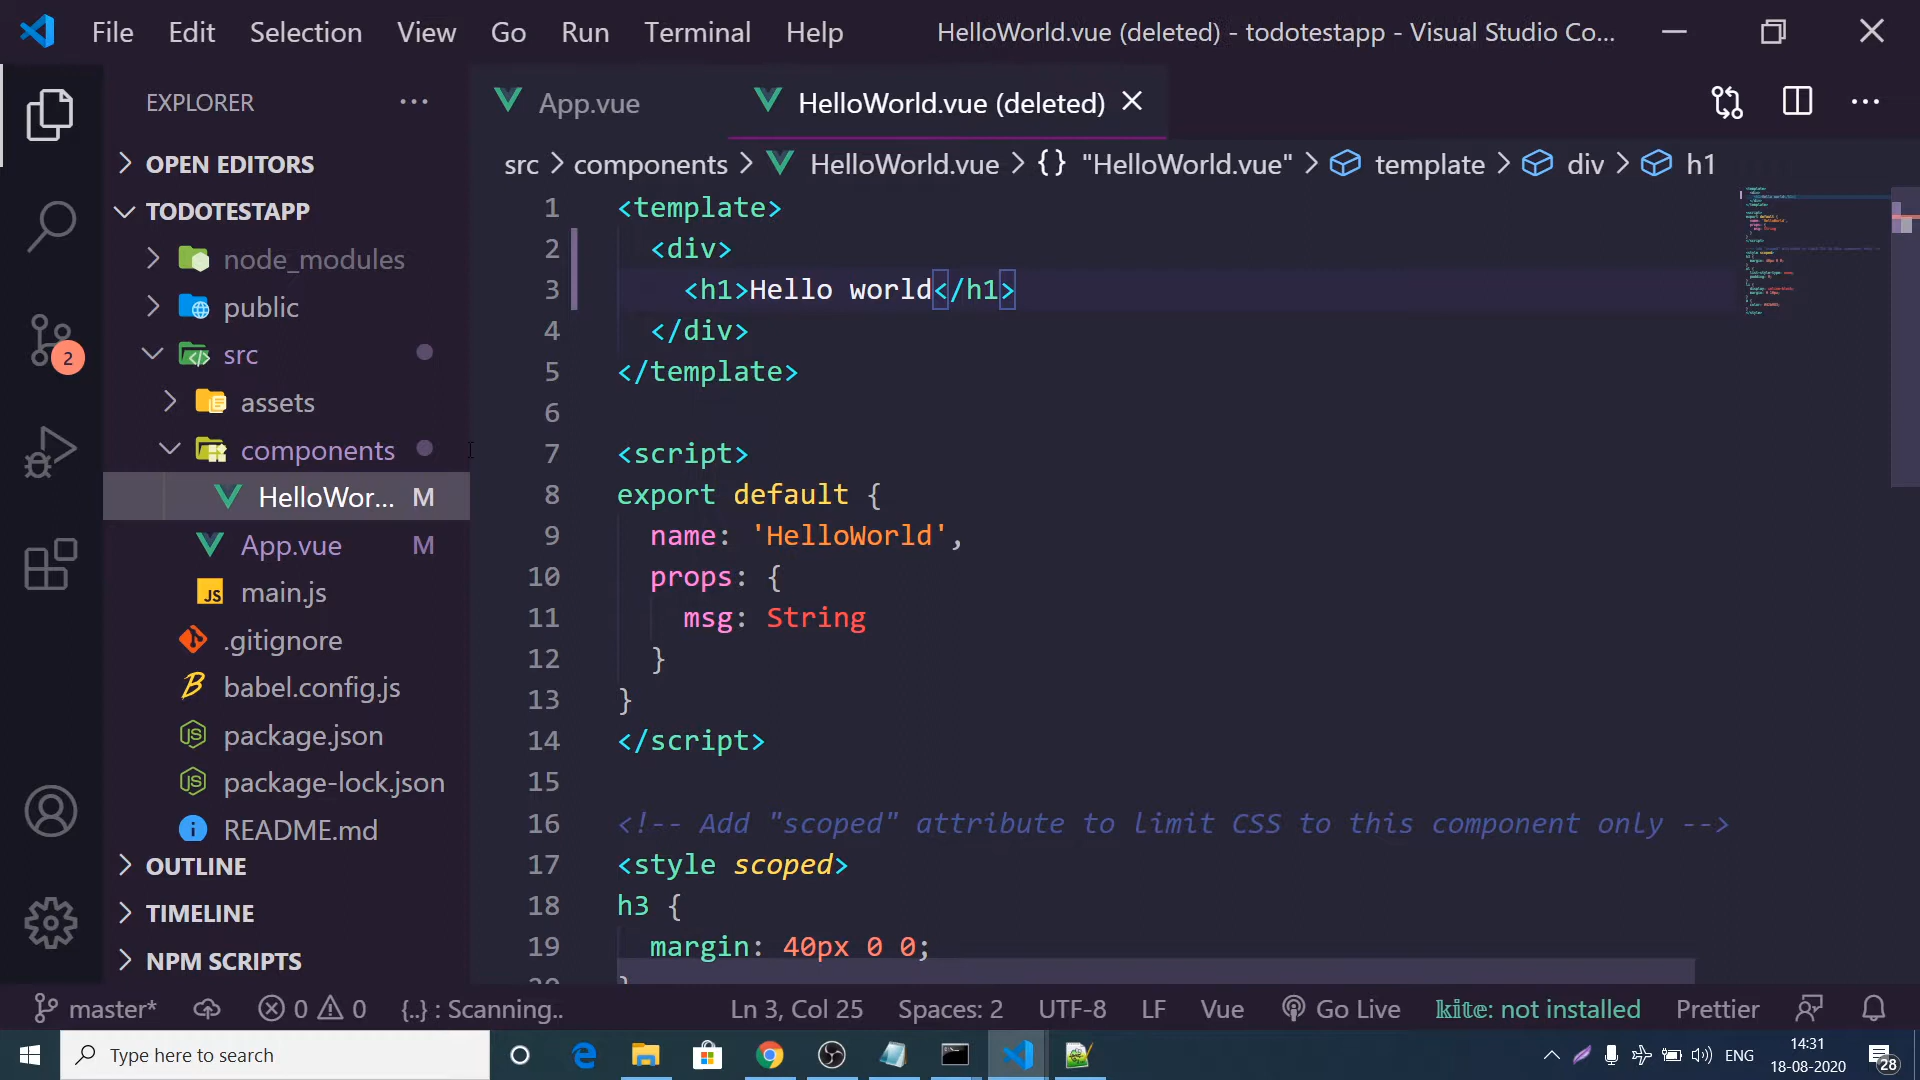 File Edit Selection View Go Run Terminal Help HelloWorld.vue (deleted) - todotestapp - Visual Studio Co...
EXPLORER
App.vue HelloWorld.vue (deleted)
src > components > HelloWorld.vue > {} "HelloWorld.vue" > template > div > h1
OPEN EDITORS
TODOTESTAPP
node_modules
public
src
assets
components
HelloWor... M
App.vue M
main.js
.gitignore
babel.config.js
package.json
package-lock.json
README.md
OUTLINE
TIMELINE
NPM SCRIPTS
2
1 <template>
2 <div>
3 <h1>Hello world</h1>
4 </div>
5 </template>
6
7 <script>
8 export default {
9 name: 'HelloWorld',
10 props: {
11 msg: String
12 }
13 }
14 </script>
15
16 <!-- Add "scoped" attribute to limit CSS to this component only -->
17 <style scoped>
18 h3 {
19 margin: 40px 0 0;
master* 0 0 {..} : Scanning.. Ln 3, Col 25 Spaces: 2 UTF-8 LF Vue Go Live kite: not installed Prettier
Type here to search
ENG
14:31
18-08-2020
28